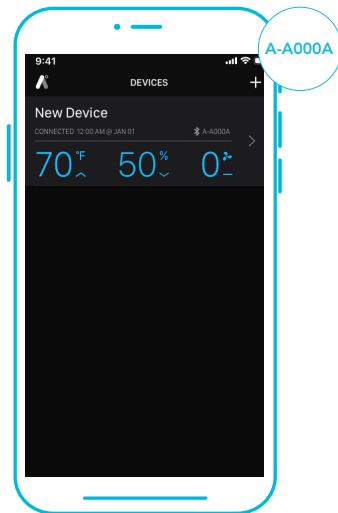 A-A000A
9:41
DEVICES
New Device
CONNECTED 12:00 AM @ JAN 01 A-A000A
70°F 50% 0